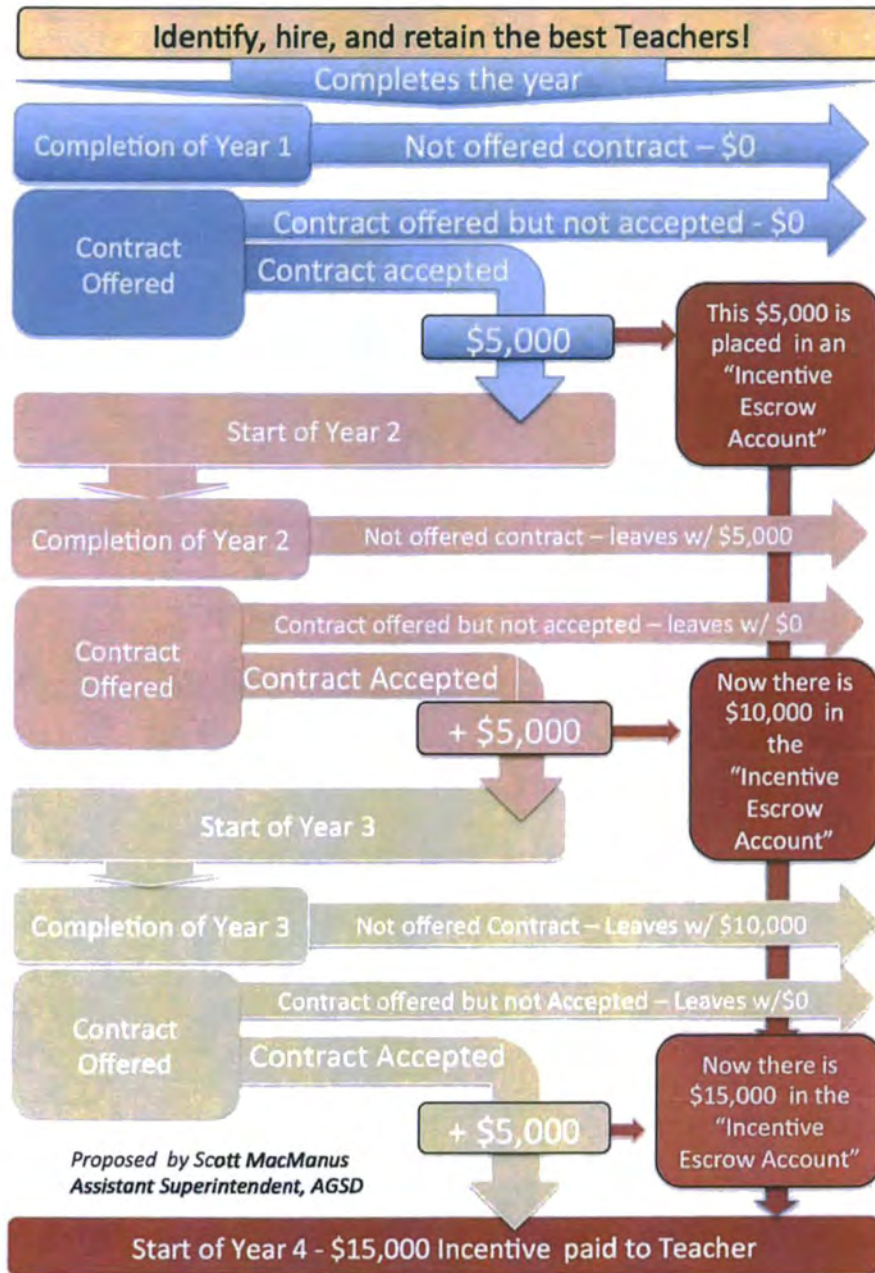 Identify, hire, and retain the best Teachers!
Completes the year
Completion of Year 1
Not offered contract – $0
Contract offered but not accepted - $0
Contract
Offered
Contract accepted
$5,000
This $5,000 is
placed in an
“Incentive
Escrow
Account”
Start of Year 2
Completion of Year 2
Not offered contract – leaves w/ $5,000
Contract offered but not accepted – leaves w/ $0
Contract
Offered
Contract Accepted
+ $5,000
Now there is
$10,000 in
the
“Incentive
Escrow
Account”
Start of Year 3
Completion of Year 3
Not offered Contract – Leaves w/ $10,000
Contract offered but not Accepted – Leaves w/$0
Contract
Offered
Contract Accepted
+ $5,000
Now there is
$15,000 in the
“Incentive
Escrow Account”
Proposed by Scott MacManus
Assistant Superintendent, AGSD
Start of Year 4 - $15,000 Incentive paid to Teacher